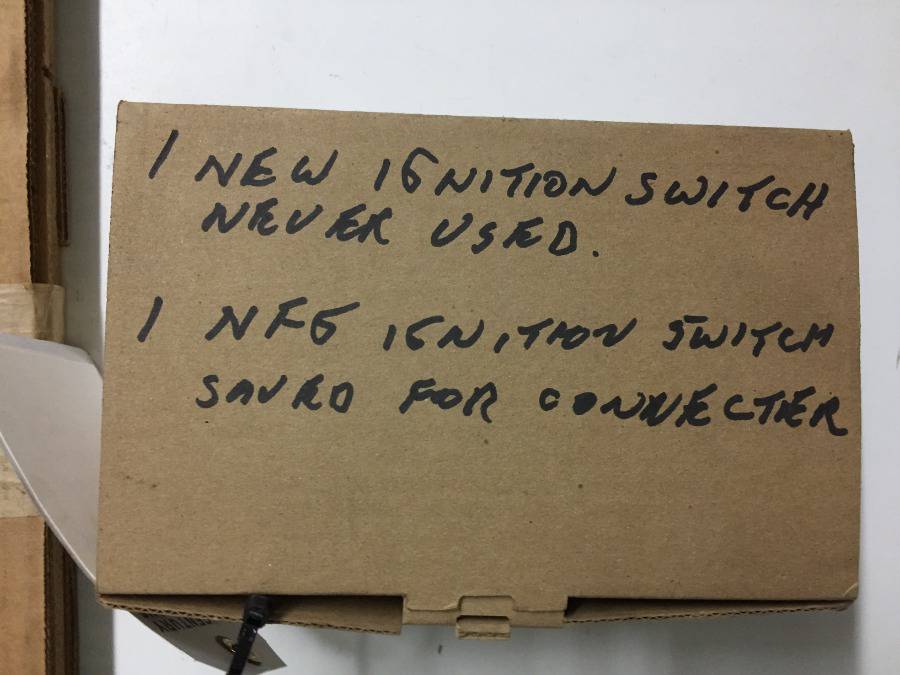 1 NEW IGNITION SWITCH
NEVER USED.
1 NFG IGNITION SWITCH
SAVED FOR CONNECTER